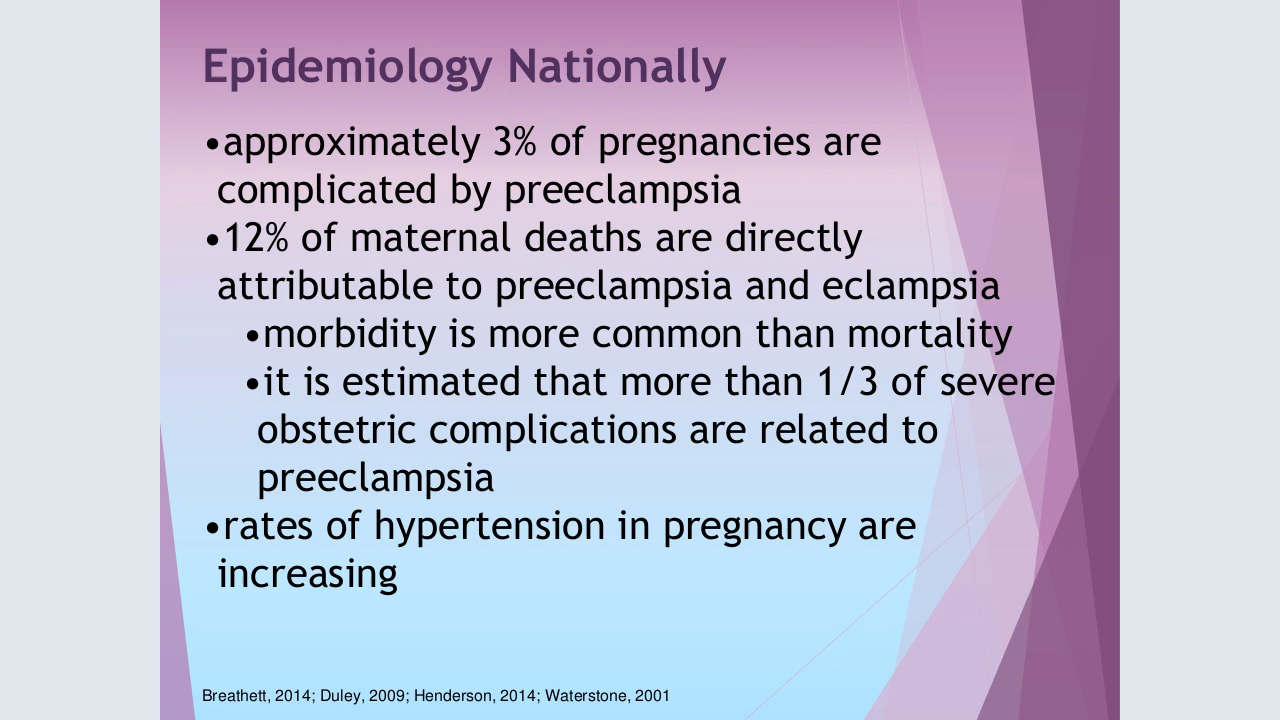 Epidemiology Nationally
•approximately 3% of pregnancies are
complicated by preeclampsia
•12% of maternal deaths are directly
attributable to preeclampsia and eclampsia
•morbidity is more common than mortality
•it is estimated that more than 1/3 of severe
obstetric complications are related to
preeclampsia
•rates of hypertension in pregnancy are
increasing
Breathett, 2014; Duley, 2009; Henderson, 2014; Waterstone, 2001